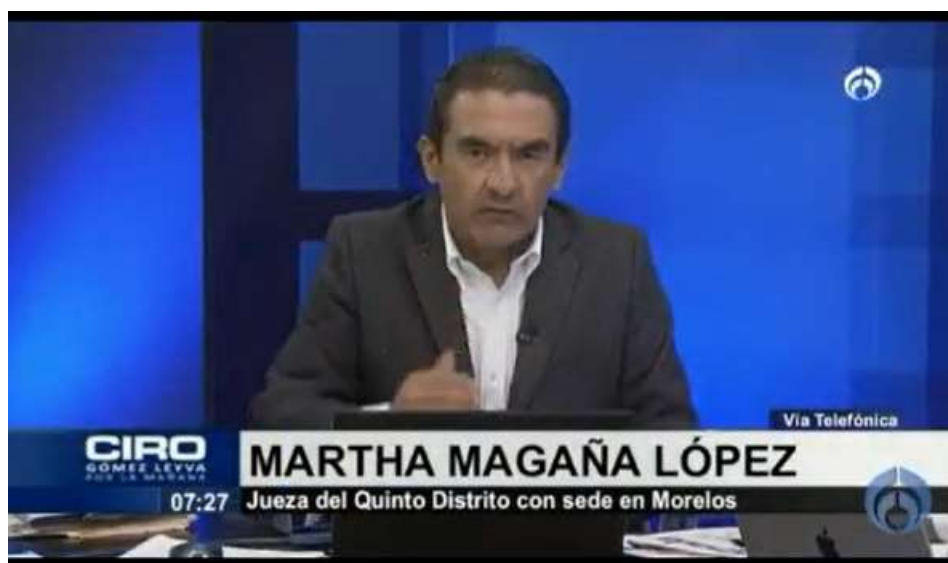 Vía Telefónica
CIRO
GÓMEZ LEYVA
POR LA MAÑANA
MARTHA MAGAÑA LÓPEZ
07:27
Jueza del Quinto Distrito con sede en Morelos